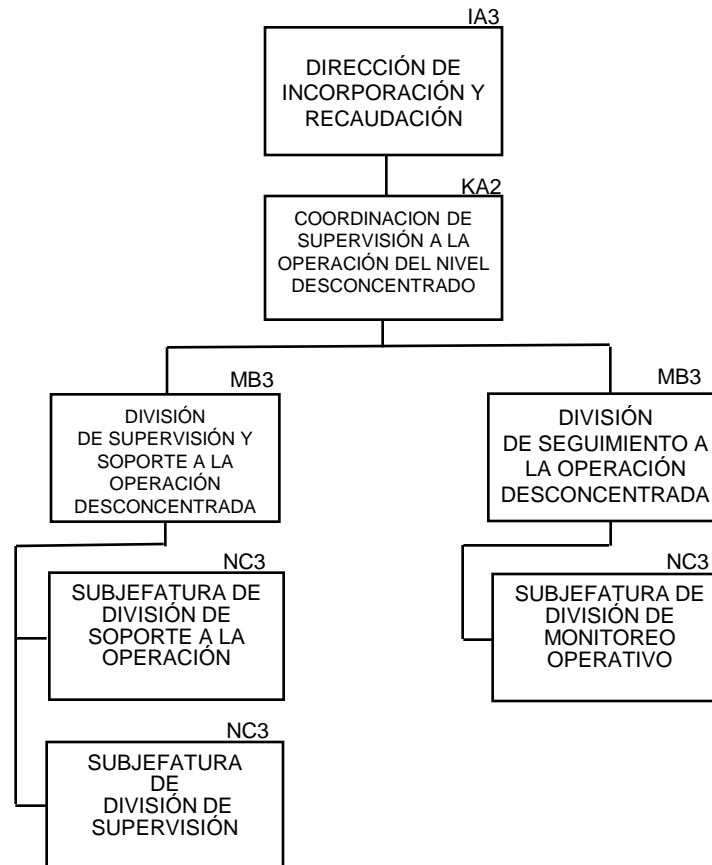 IA3
DIRECCIÓN DE
INCORPORACIÓN Y
RECAUDACIÓN
KA2
COORDINACION DE
SUPERVISIÓN A LA
OPERACIÓN DEL NIVEL
DESCONCENTRADO
MB3
DIVISIÓN
DE SUPERVISIÓN Y
SOPORTE A LA
OPERACIÓN
DESCONCENTRADA
MB3
DIVISIÓN
DE SEGUIMIENTO A
LA OPERACIÓN
DESCONCENTRADA
NC3
SUBJEFATURA DE
DIVISIÓN DE
SOPORTE A LA
OPERACIÓN
NC3
SUBJEFATURA DE
DIVISIÓN DE
MONITOREO
OPERATIVO
NC3
SUBJEFATURA
DE
DIVISIÓN DE
SUPERVISIÓN